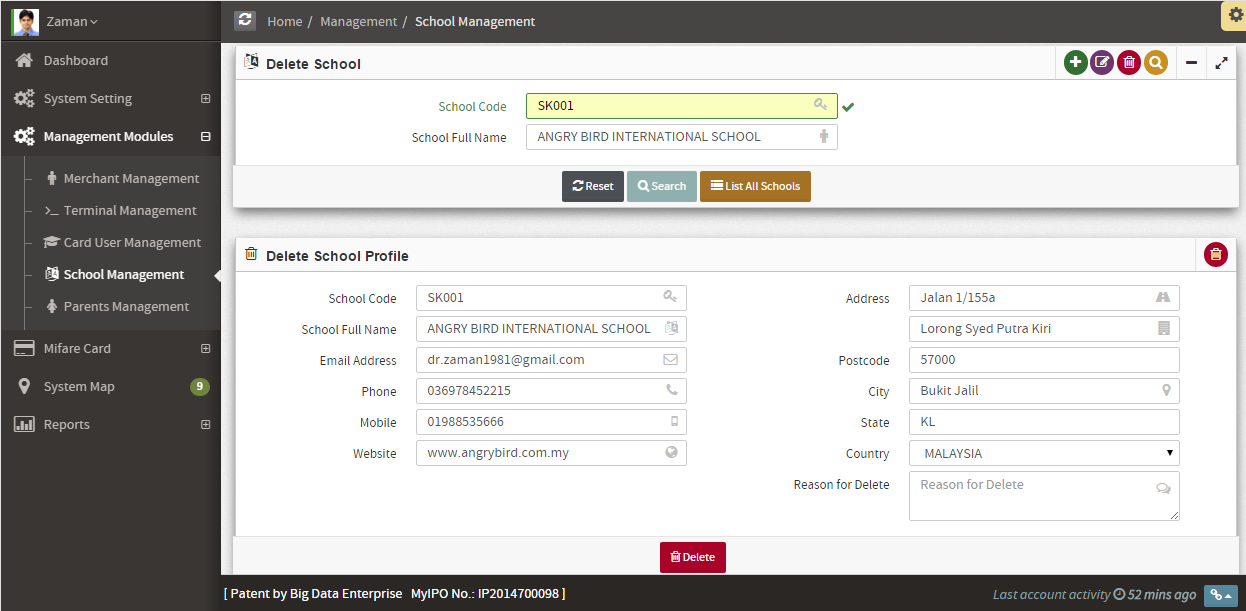 Zaman
Home / Management / School Management
Dashboard
System Setting
Management Modules
Merchant Management
Terminal Management
Card User Management
School Management
Parents Management
Mifare Card
System Map 9
Reports
Delete School
School Code SK001
School Full Name ANGRY BIRD INTERNATIONAL SCHOOL
Reset Search List All Schools
Delete School Profile
School Code SK001
School Full Name ANGRY BIRD INTERNATIONAL SCHOOL
Email Address dr.zaman1981@gmail.com
Phone 036978452215
Mobile 01988535666
Website www.angrybird.com.my
Address Jalan 1/155a
Lorong Syed Putra Kiri
Postcode 57000
City Bukit Jalil
State KL
Country MALAYSIA
Reason for Delete Reason for Delete
Delete
[ Patent by Big Data Enterprise MyIPO No.: IP2014700098 ]
Last account activity 52 mins ago